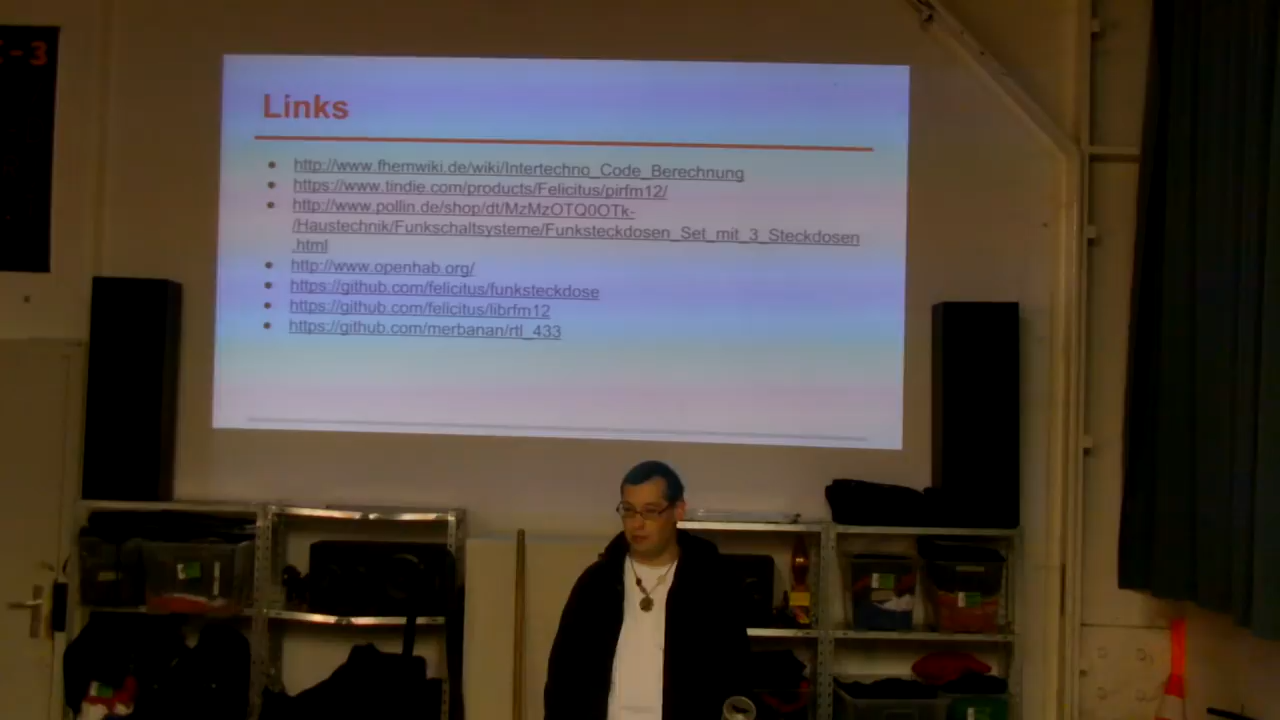 -3
Links
http://www.fhemwiki.de/wiki/Intertechno_Code_Berechnung
https://www.tindie.com/products/Felicitus/pirfm12/
http://www.pollin.de/shop/dt/MzMzOTQ0OTk-
/Haustechnik/Funkschaltsysteme/Funksteckdosen_Set_mit_3_Steckdosen
.html
http://www.openhab.org/
https://github.com/felicitus/funksteckdose
https://github.com/felicitus/librfm12
https://github.com/merbanan/rtl_433